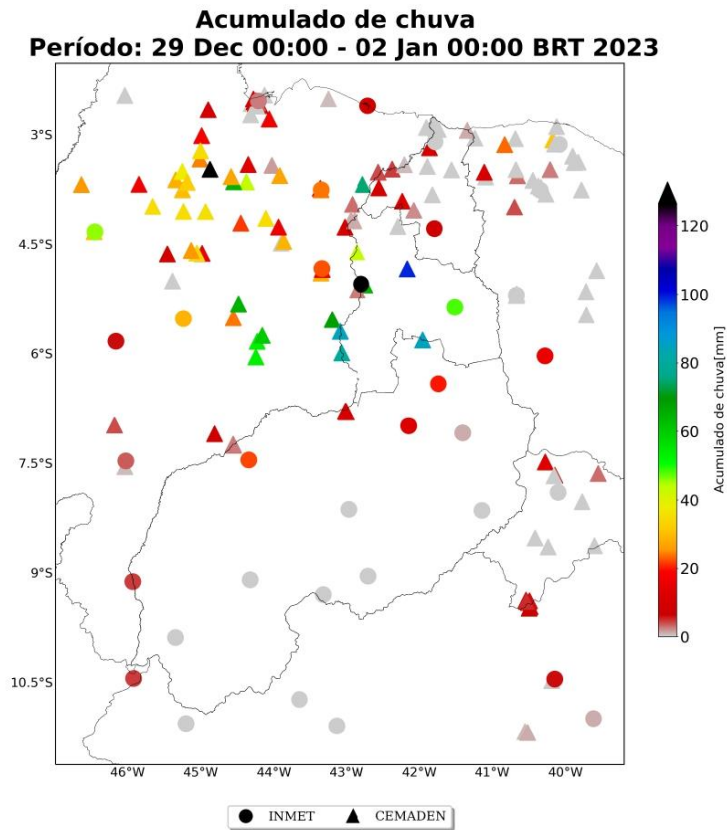 Acumulado de chuva
Período: 29 Dec 00:00 - 02 Jan 00:00 BRT 2023
3°S
4.5°S
6°S
7.5°S
9°S
10.5°S
46°W 45°W 44°W 43°W 42°W 41°W 40°W
120
100
80
60
40
20
0
Acumulado de chuva[mm]
INMET CEMADEN